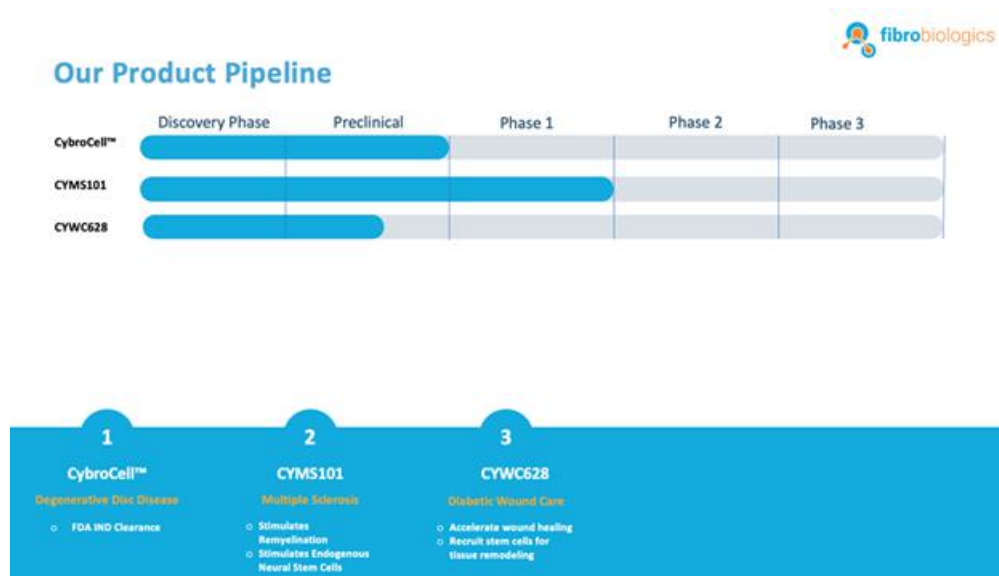 fibrobiologics
Our Product Pipeline
Discovery Phase Preclinical Phase 1 Phase 2 Phase 3
CybroCell™
CYMS101
CYWC628
1
CybroCell™
Degenerative Disc Disease
o FDA IND Clearance
2
CYMS101
Multiple Sclerosis
o Stimulates
Remyelination
o Stimulates Endogenous
Neural Stem Cells
3
CYWC628
Diabetic Wound Care
o Accelerate wound healing
o Recruit stem cells for
tissue remodeling